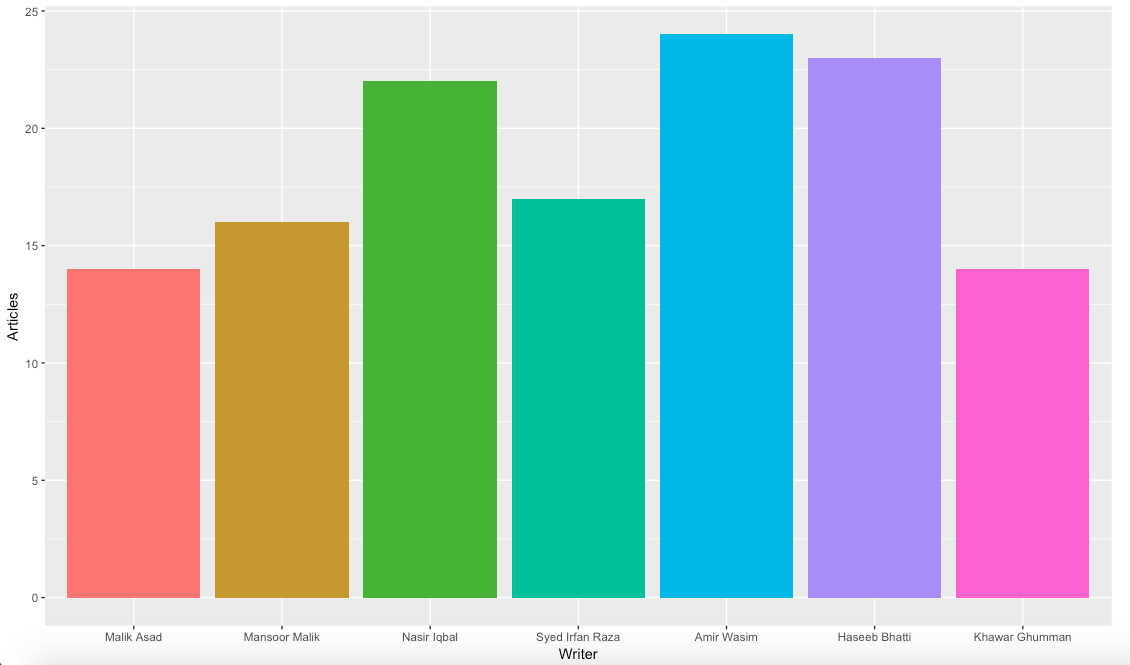 25
20
15
10
5
0
Articles
Malik Asad
Mansoor Malik
Nasir Iqbal
Syed Irfan Raza
Amir Wasim
Haseeb Bhatti
Khawar Ghumman
Writer